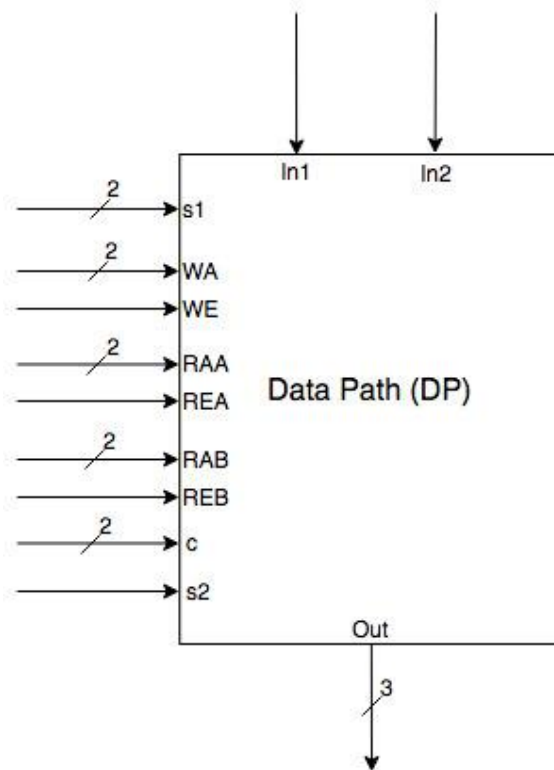 In1 In2
2
s1
2
WA
WE
2
RAA
REA
Data Path (DP)
2
RAB
REB
2
c
s2
Out
3